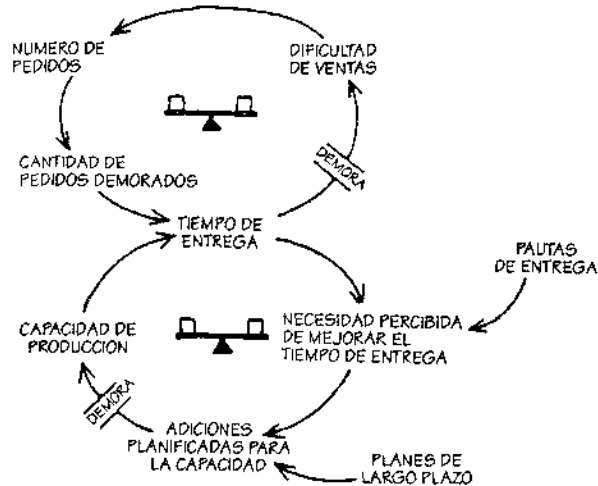 NUMERO DE
PEDIDOS
DIFICULTAD
DE VENTAS
DEMORA
CANTIDAD DE
PEDIDOS DEMORADOS
TIEMPO DE
ENTREGA
PAUTAS
DE ENTREGA
CAPACIDAD DE
PRODUCCION
NECESIDAD PERCIBIDA
DE MEJORAR EL
TIEMPO DE ENTREGA
DEMORA
ADICIONES
PLANIFICADAS PARA
LA CAPACIDAD
PLANES DE
LARGO PLAZO